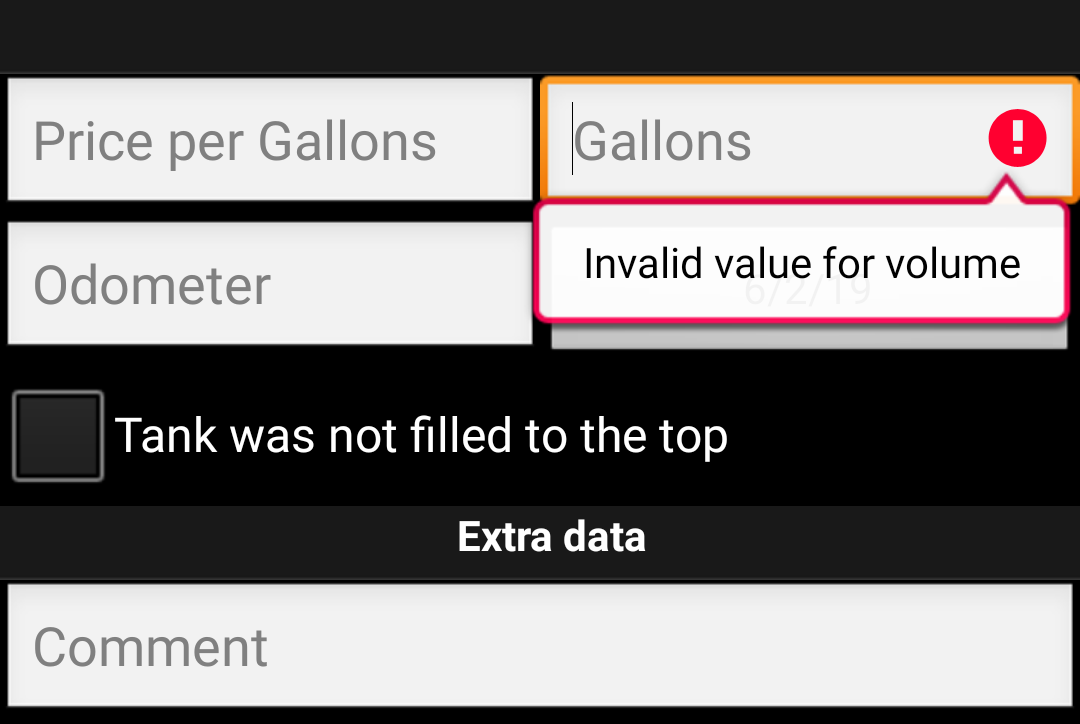 Price per Gallons
Gallons
Invalid value for volume
Odometer
6/2/19
Tank was not filled to the top
Extra data
Comment